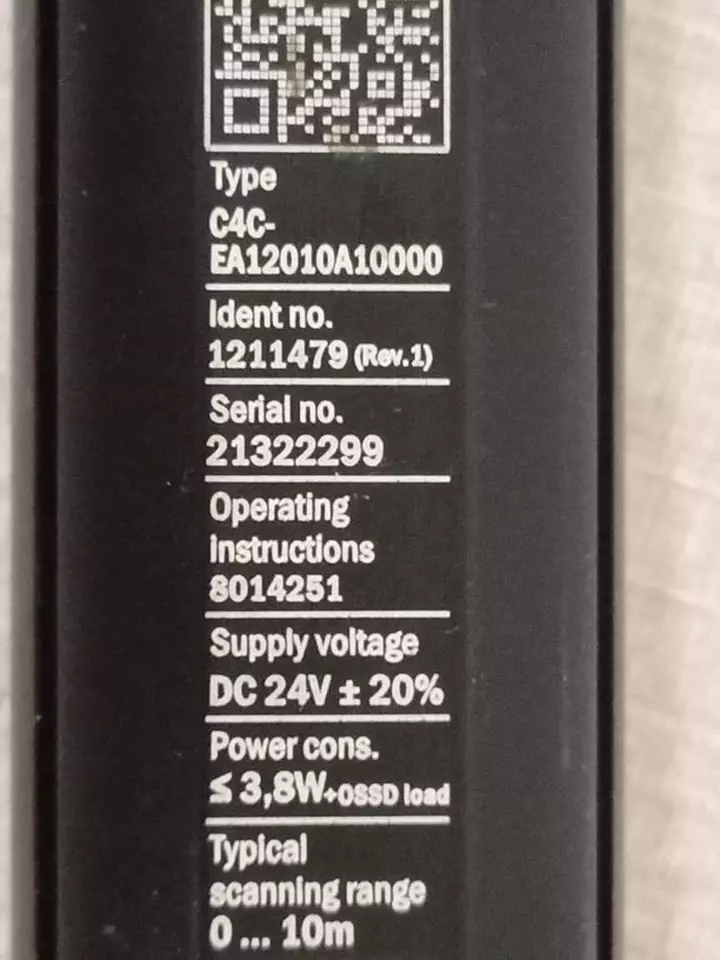 Type
C4C-
EA12010A10000
Ident no.
1211479 (Rev.1)
Serial no.
21322299
Operating
instructions
8014251
Supply voltage
DC 24V ± 20%
Power cons.
≤ 3,8W+OSSD load
Typical
scanning range
0 ... 10m